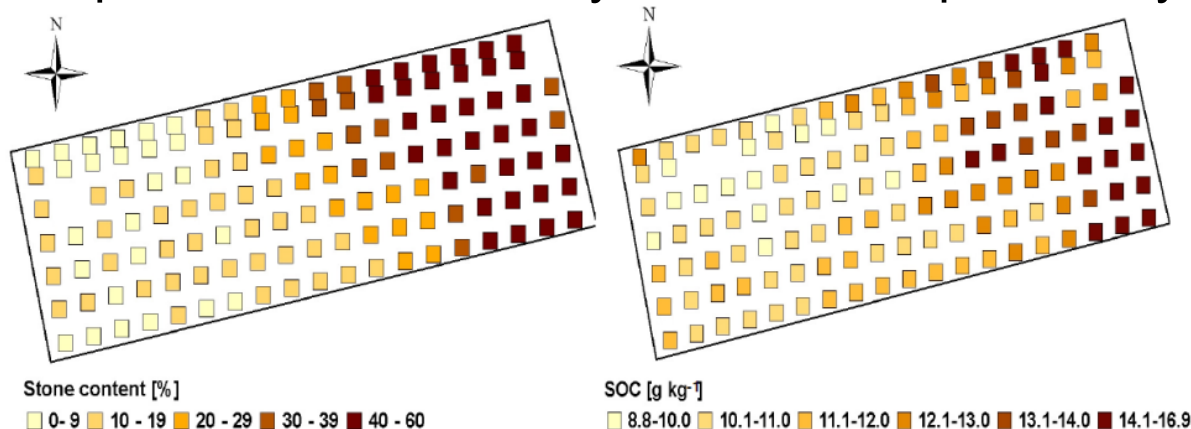 N
N
Stone content [%]
0- 9 10 - 19 20 - 29 30 - 39 40 - 60
SOC [g kg-¹]
8.8-10.0 10.1-11.0 11.1-12.0 12.1-13.0 13.1-14.0 14.1-16.9